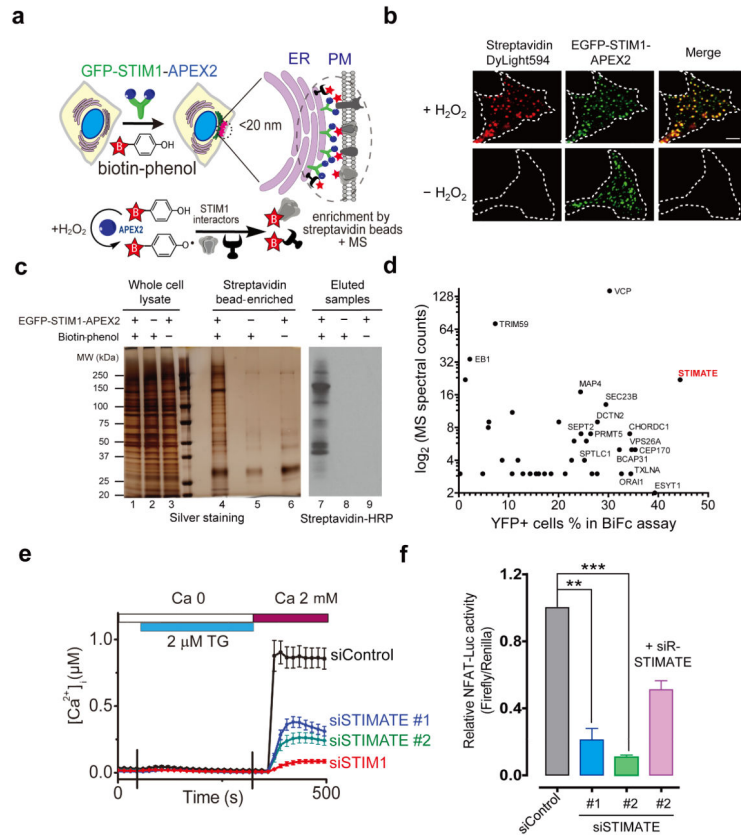 a
GFP-STIM1-APEX2
ER PM
<20 nm
B OH
biotin-phenol
+H2O2
APEX2
B OH
B O•
STIM1
interactors
B
B
enrichment by
streptavidin beads
+ MS
b
Streptavidin
DyLight594
EGFP-STIM1-
APEX2
Merge
+ H2O2
− H2O2
c
Whole cell
lysate
Streptavidin
bead-enriched
Eluted
samples
EGFP-STIM1-APEX2 + − + + − + + − +
Biotin-phenol + + − + + − + + −
MW (kDa)
250
150
100
75
50
37
25
20
1 2 3 4 5 6 7 8 9
Silver staining
Streptavidin-HRP
d
log2 (MS spectral counts)
128
64
32
16
8
4
2
VCP
TRIM59
EB1
STIMATE
MAP4
SEC23B
DCTN2
SEPT2
PRMT5
CHORDC1
VPS26A
CEP170
SPTLC1
BCAP31
TXLNA
ORAI1
ESYT1
0 10 20 30 40 50
YFP+ cells % in BiFc assay
e
Ca 0
Ca 2 mM
2 μM TG
[Ca2+]i (μM)
1.0
0.5
0.0
siControl
siSTIMATE #1
siSTIMATE #2
siSTIM1
0 Time (s) 500
f
Relative NFAT-Luc activity
(Firefly/Renilla)
1.2
0.8
0.4
0.0
***
**
+ siR-
STIMATE
siControl
#1 #2 #2
siSTIMATE